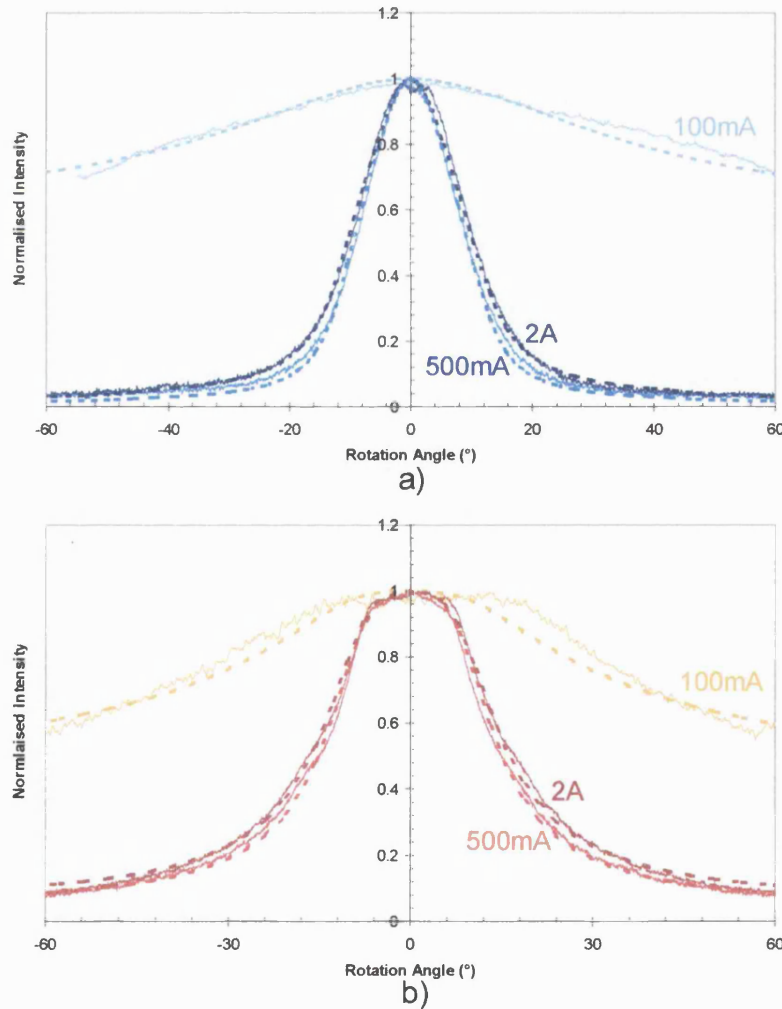 1.2
1
0.8
0.6
0.4
0.2
0
-60
-40
-20
0
20
40
60
Normalised Intensity
Rotation Angle (°)
100mA
2A
500mA
a)
1.2
1
0.8
0.6
0.4
0.2
0
-60
-30
0
30
60
Normlaised Intensity
Rotation Angle (°)
100mA
2A
500mA
b)